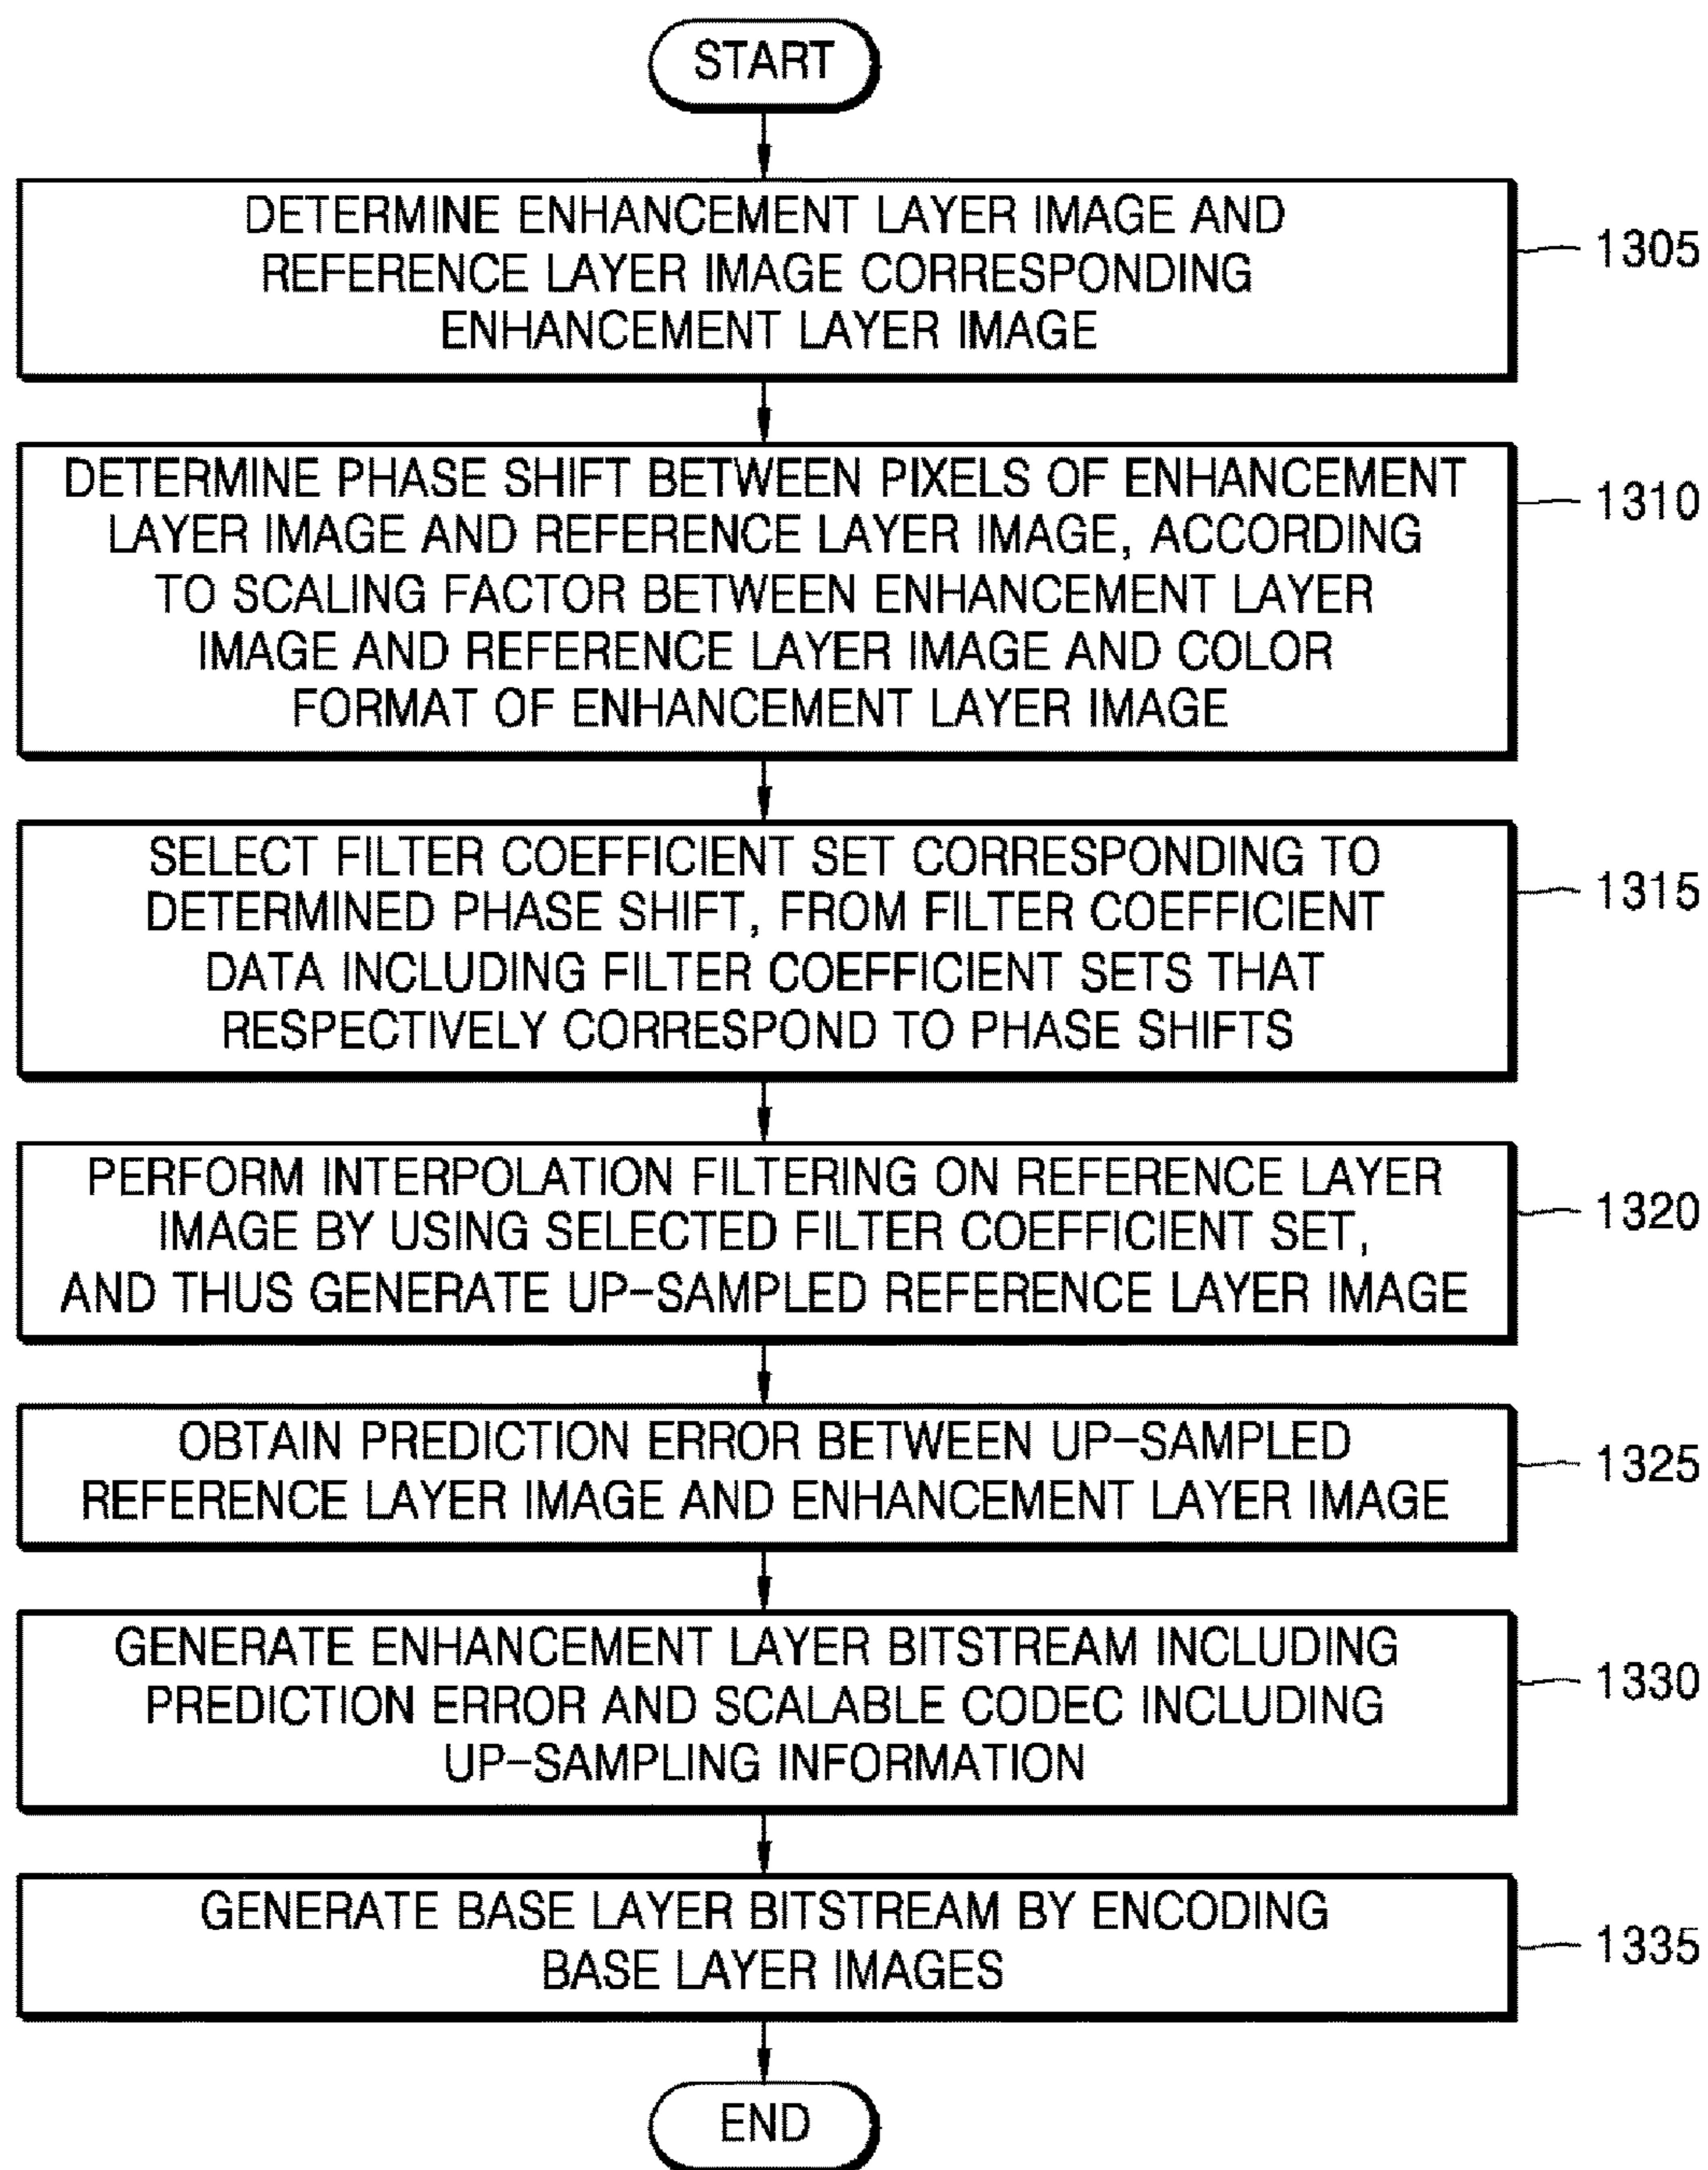 START
DETERMINE ENHANCEMENT LAYER IMAGE AND
REFERENCE LAYER IMAGE CORRESPONDING
ENHANCEMENT LAYER IMAGE
1305
DETERMINE PHASE SHIFT BETWEEN PIXELS OF ENHANCEMENT
LAYER IMAGE AND REFERENCE LAYER IMAGE, ACCORDING
TO SCALING FACTOR BETWEEN ENHANCEMENT LAYER
IMAGE AND REFERENCE LAYER IMAGE AND COLOR
FORMAT OF ENHANCEMENT LAYER IMAGE
1310
SELECT FILTER COEFFICIENT SET CORRESPONDING TO
DETERMINED PHASE SHIFT, FROM FILTER COEFFICIENT
DATA INCLUDING FILTER COEFFICIENT SETS THAT
RESPECTIVELY CORRESPOND TO PHASE SHIFTS
1315
PERFORM INTERPOLATION FILTERING ON REFERENCE LAYER
IMAGE BY USING SELECTED FILTER COEFFICIENT SET,
AND THUS GENERATE UP-SAMPLED REFERENCE LAYER IMAGE
1320
OBTAIN PREDICTION ERROR BETWEEN UP-SAMPLED
REFERENCE LAYER IMAGE AND ENHANCEMENT LAYER IMAGE
1325
GENERATE ENHANCEMENT LAYER BITSTREAM INCLUDING
PREDICTION ERROR AND SCALABLE CODEC INCLUDING
UP-SAMPLING INFORMATION
1330
GENERATE BASE LAYER BITSTREAM BY ENCODING
BASE LAYER IMAGES
1335
END